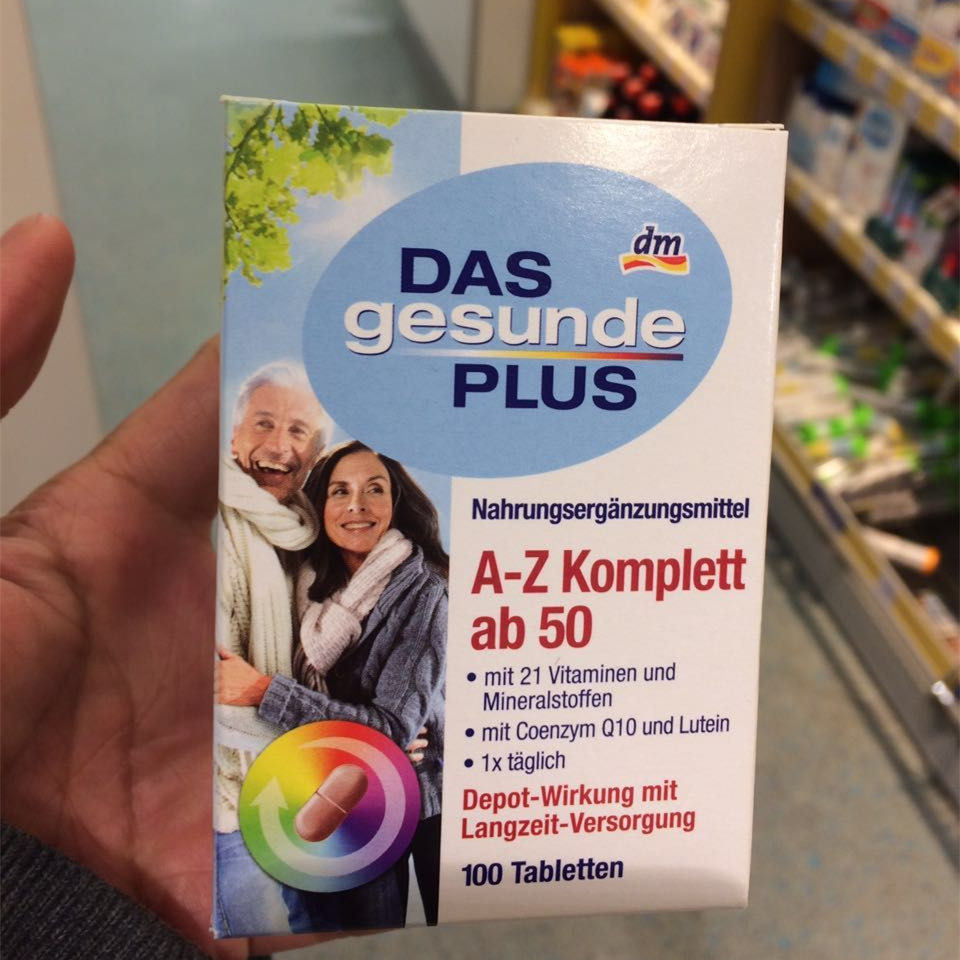 dm
DAS
gesunde
PLUS
Nahrungsergänzungsmittel
A-Z Komplett
ab 50
• mit 21 Vitaminen und
Mineralstoffen
• mit Coenzym Q10 und Lutein
• 1x täglich
Depot-Wirkung mit
Langzeit-Versorgung
100 Tabletten